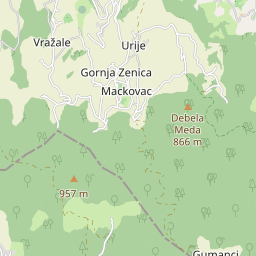 Vražale
Urije
Gornja Zenica
Mackovac
Debela
Meda
866 m
957 m
Gumanci